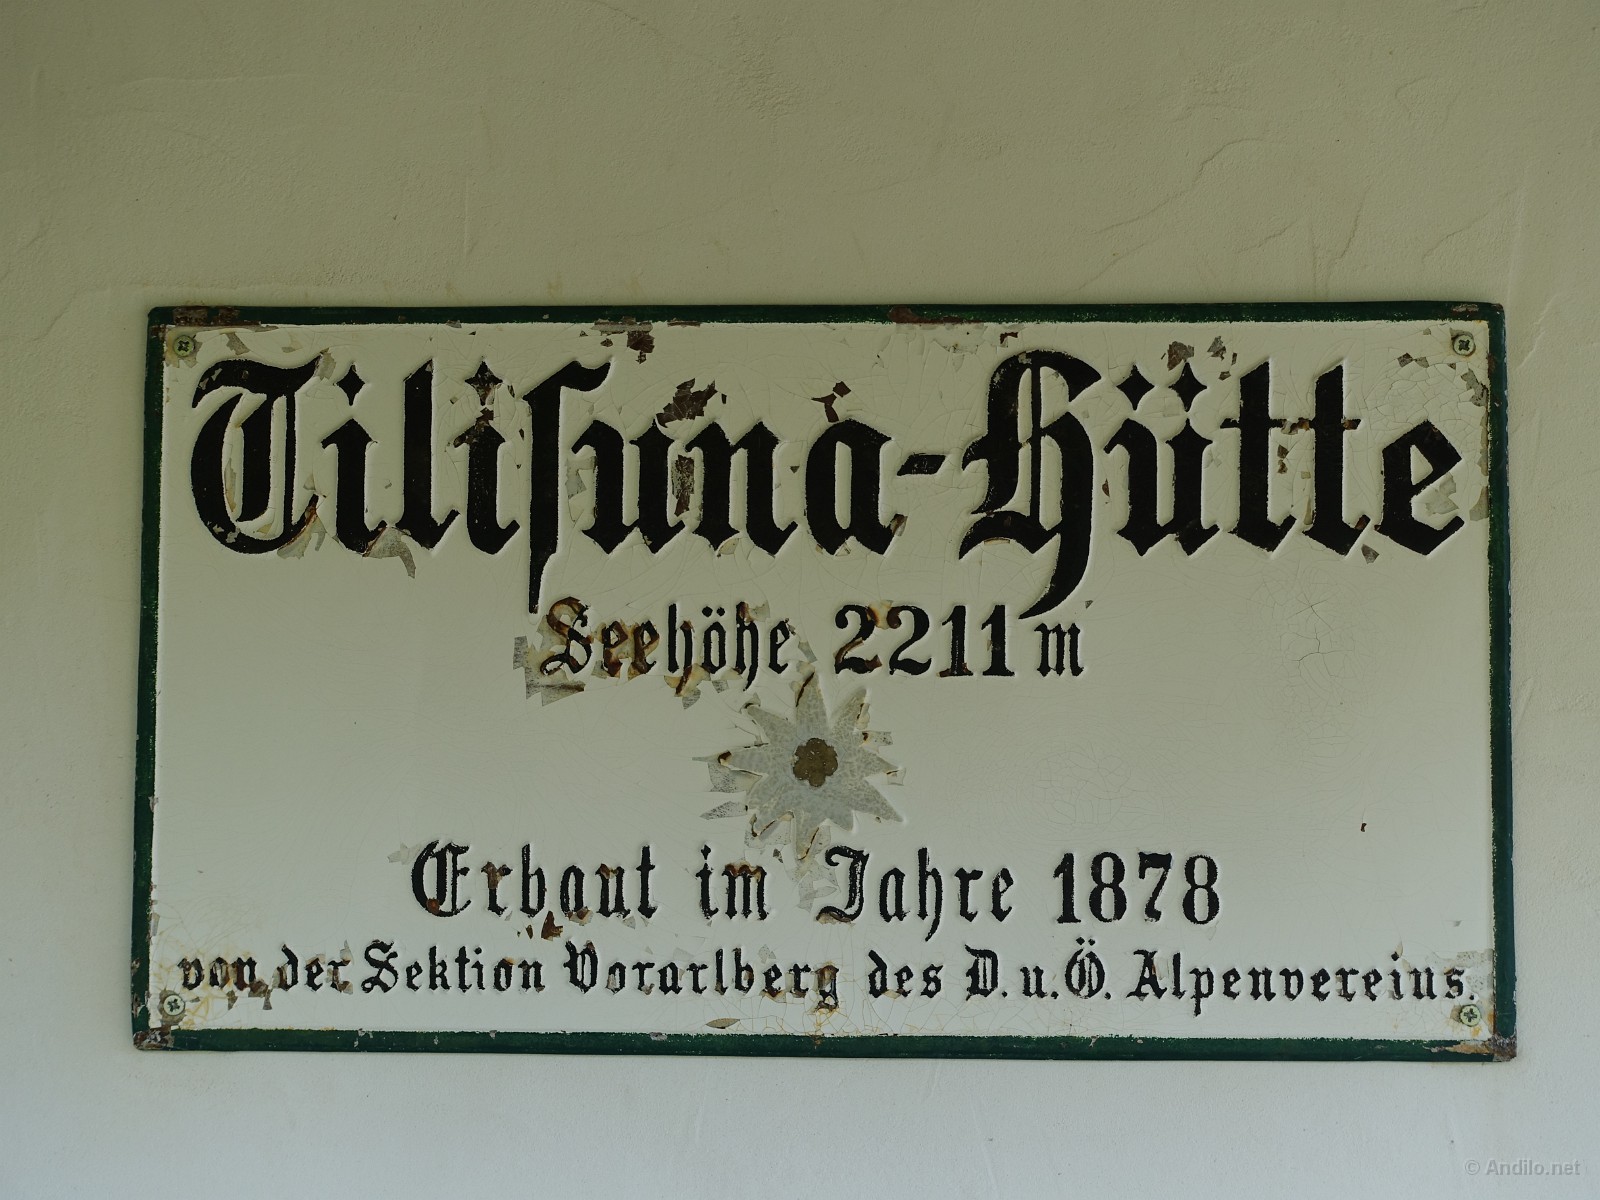 Tilisuna-Hütte
Seehöhe 2211 m
Erbaut im Jahre 1878
von der Sektion Vorarlberg des D. u. Ö. Alpenvereins.
© Andilo.net